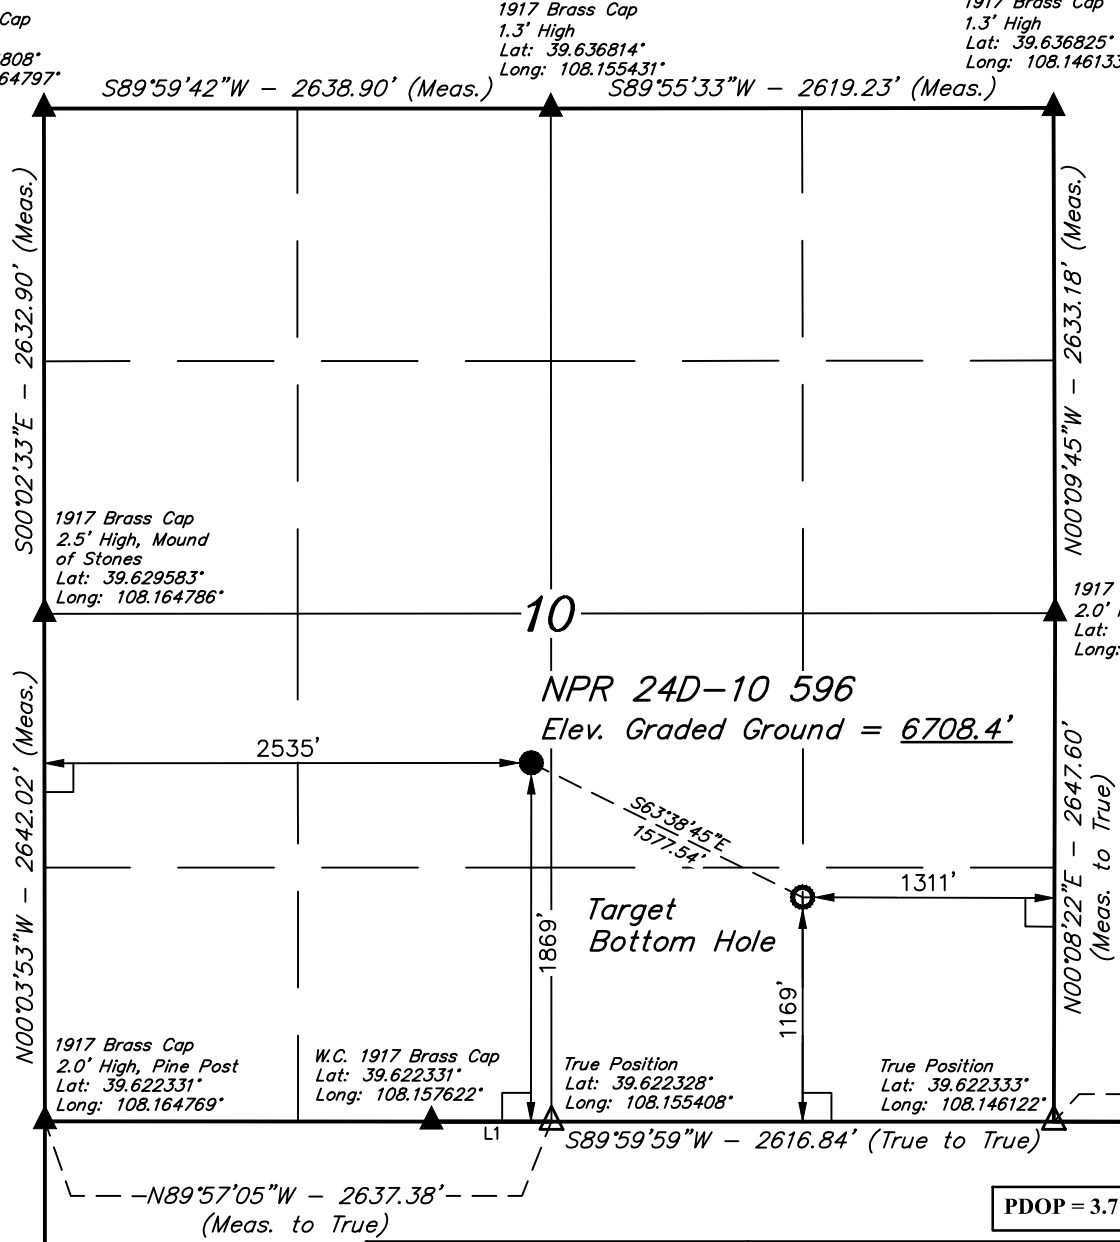 Cap
808°
64797°
1917 Brass Cap
1.3' High
Lat: 39.636814°
Long: 108.155431°
1917 Brass Cap
1.3' High
Lat: 39.636825°
Long: 108.146133
S89°59'42"W - 2638.90' (Meas.)
S89°55'33"W - 2619.23' (Meas.)
S00°02'33"E - 2632.90' (Meas.)
N00°09'45"W - 2633.18' (Meas.)
1917 Brass Cap
2.5' High, Mound
of Stones
Lat: 39.629583°
Long: 108.164786°
10
1917
2.0'
Lat:
Long:
NPR 24D-10 596
Elev. Graded Ground = 6708.4'
2535'
S63°38'45"E
1577.54'
1311'
Target
Bottom Hole
1869'
1169'
N00°03'53"W - 2642.02' (Meas.)
N00°08'22"E - 2647.60'
(Meas. to True)
1917 Brass Cap
2.0' High, Pine Post
Lat: 39.622331°
Long: 108.164769°
W.C. 1917 Brass Cap
Lat: 39.622331°
Long: 108.157622°
True Position
Lat: 39.622328°
Long: 108.155408°
True Position
Lat: 39.622333°
Long: 108.146122°
L1
S89°59'59"W - 2616.84' (True to True)
N89°57'05"W - 2637.38'
(Meas. to True)
PDOP = 3.7